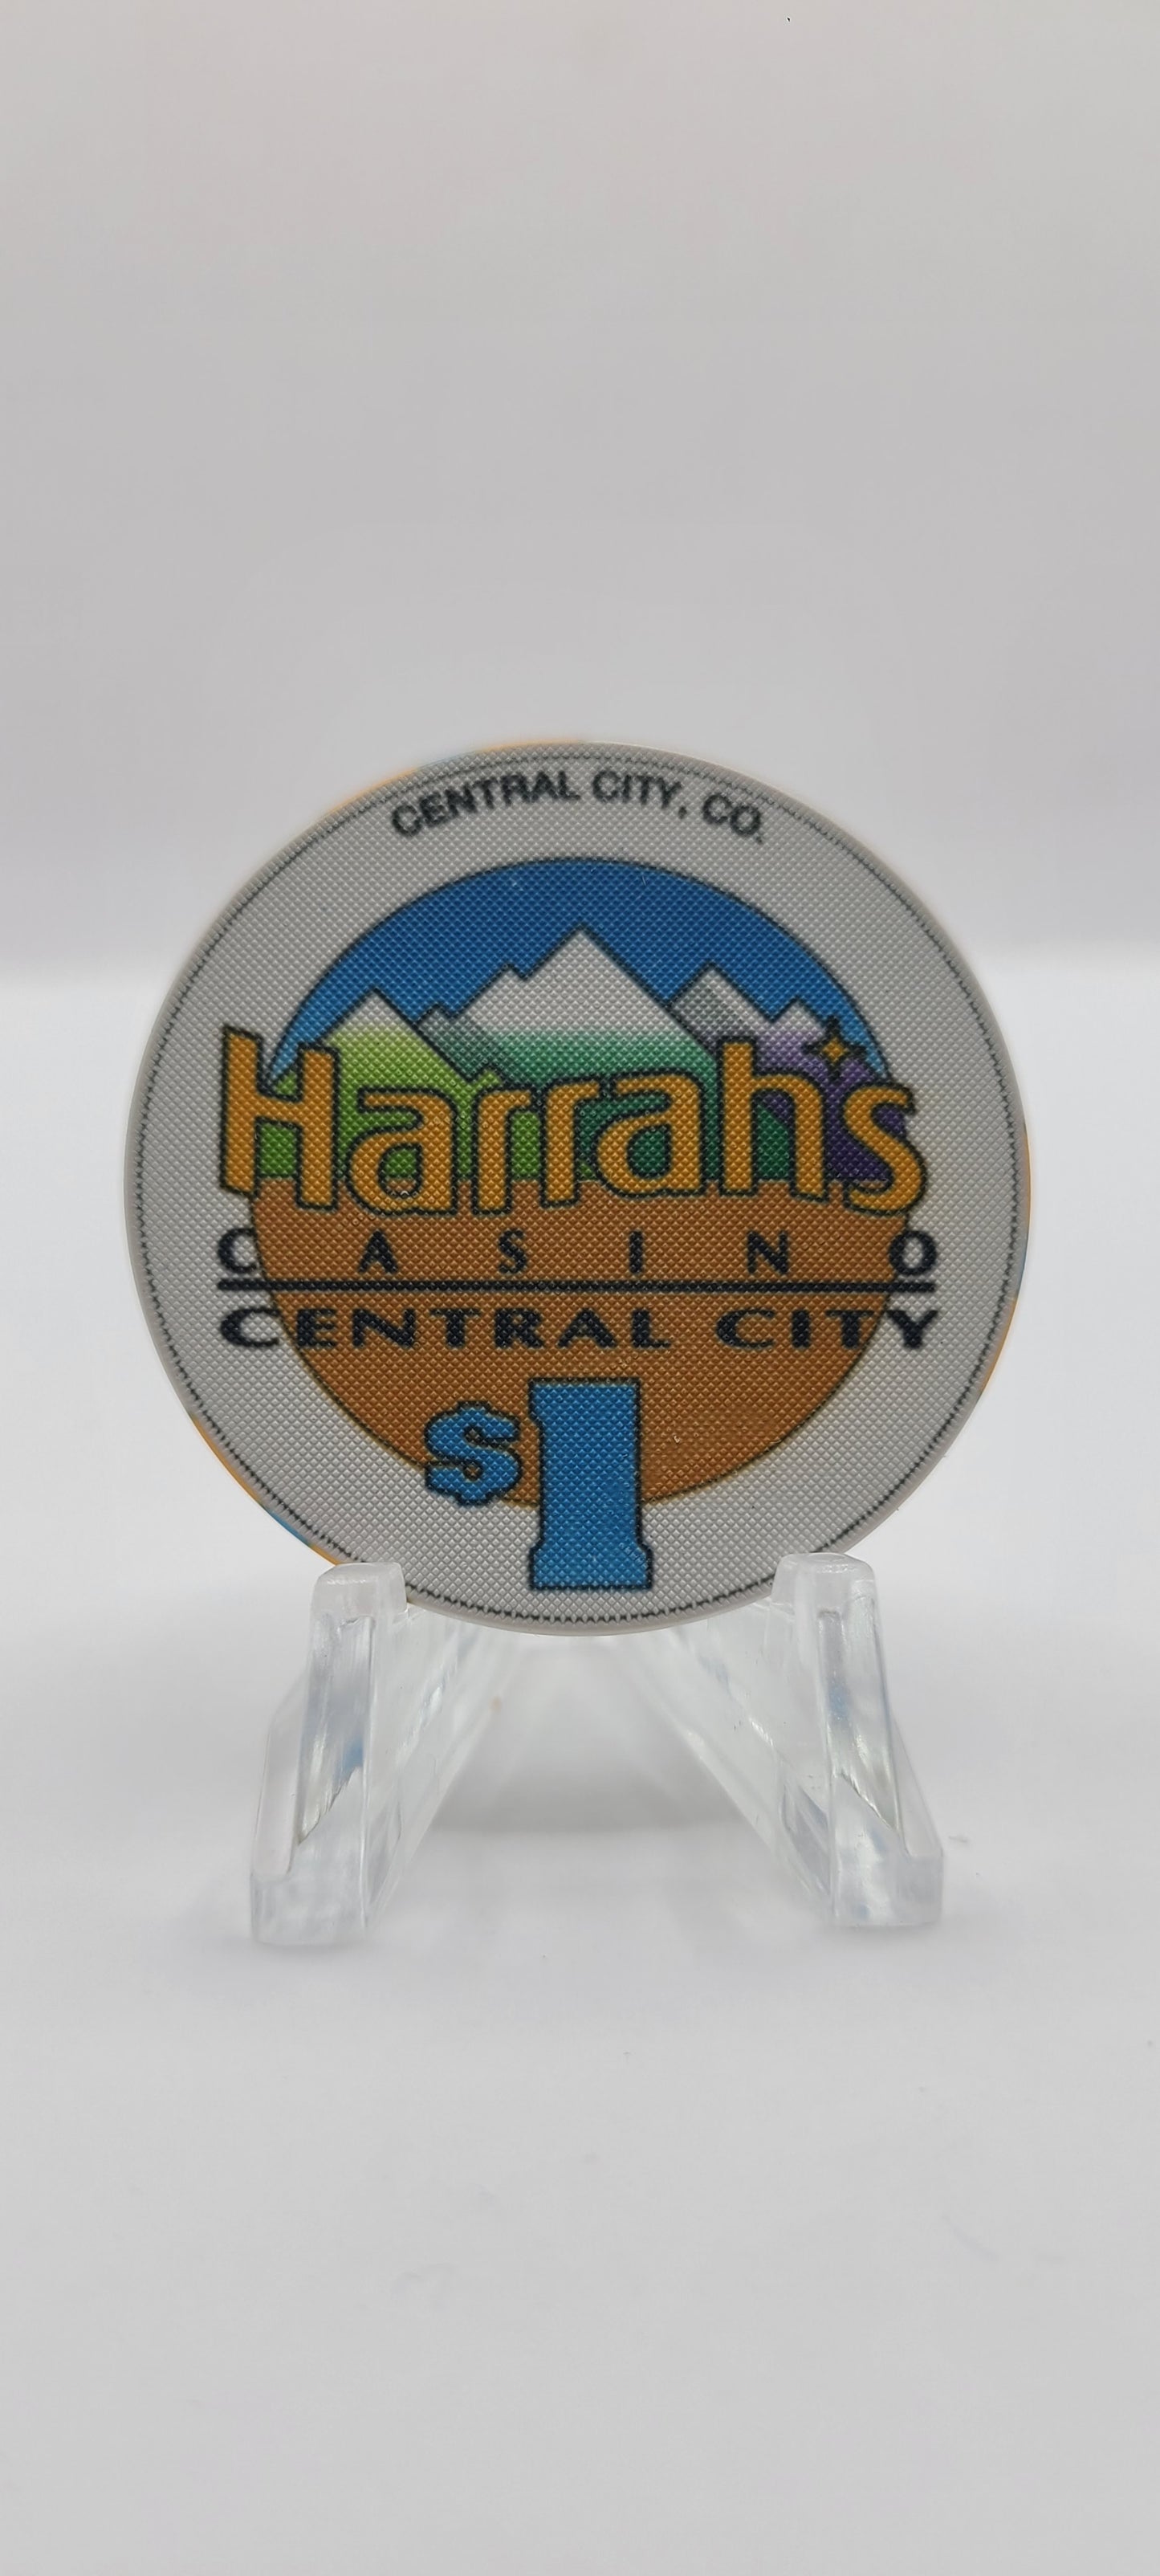 CENTRAL CITY, CO.
Harrah's
CASINO
CENTRAL CITY
$1